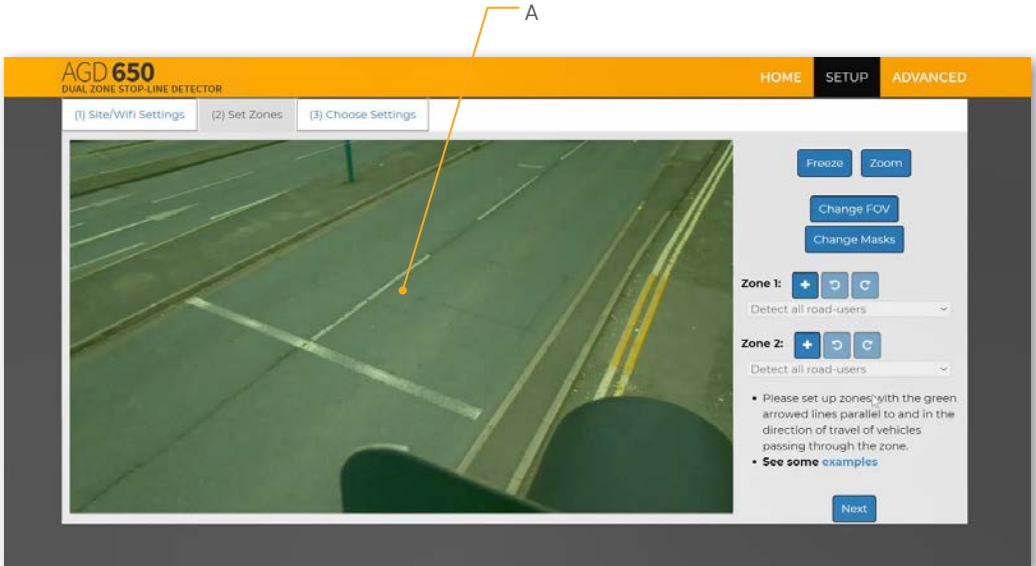 A
AGD 650
DUAL ZONE STOP-LINE DETECTOR
HOME SETUP ADVANCED
(1) Site/Wifi Settings (2) Set Zones (3) Choose Settings
Freeze Zoom
Change FOV
Change Masks
Zone 1:
Detect all road-users
Zone 2:
Detect all road-users
• Please set up zones with the green
arrowed lines parallel to and in the
direction of travel of vehicles
passing through the zone.
• See some examples
Next